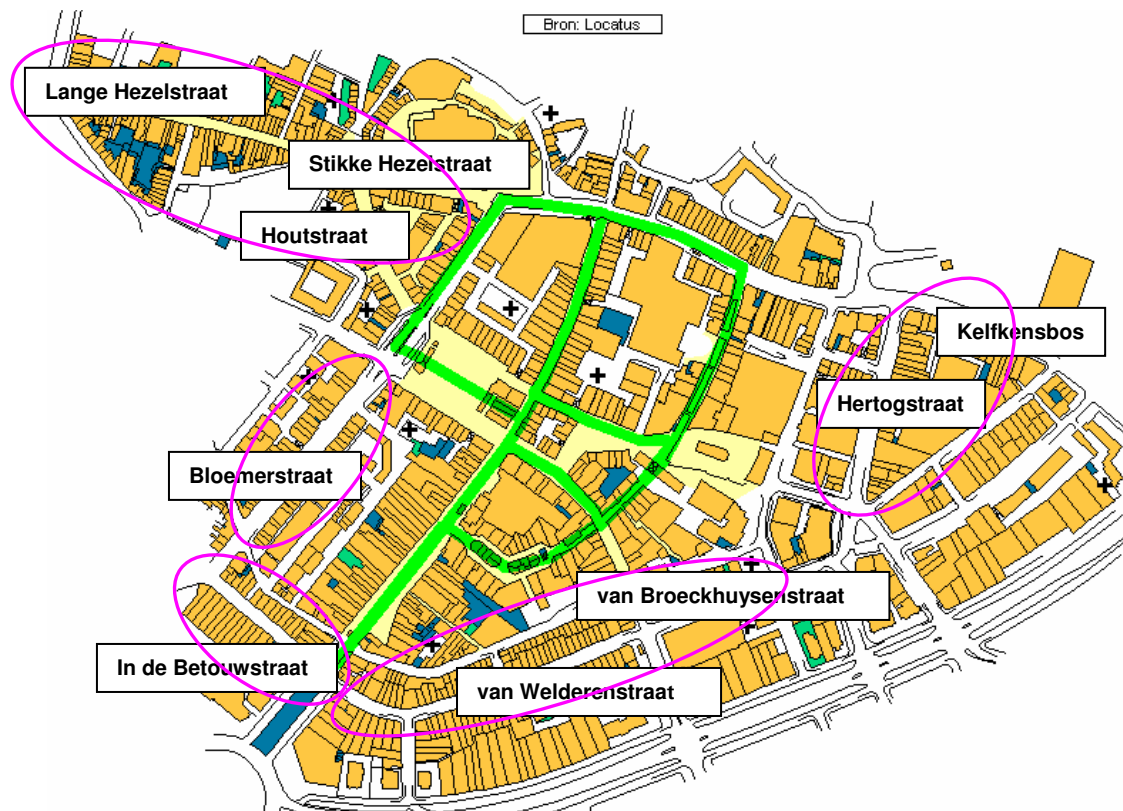 Bron: Locatus
Lange Hezelstraat
Stikke Hezelstraat
Houtstraat
Kelfkensbos
Hertogstraat
Bloemerstraat
van Broeckhuysenstraat
In de Betouwstraat
van Welderenstraat